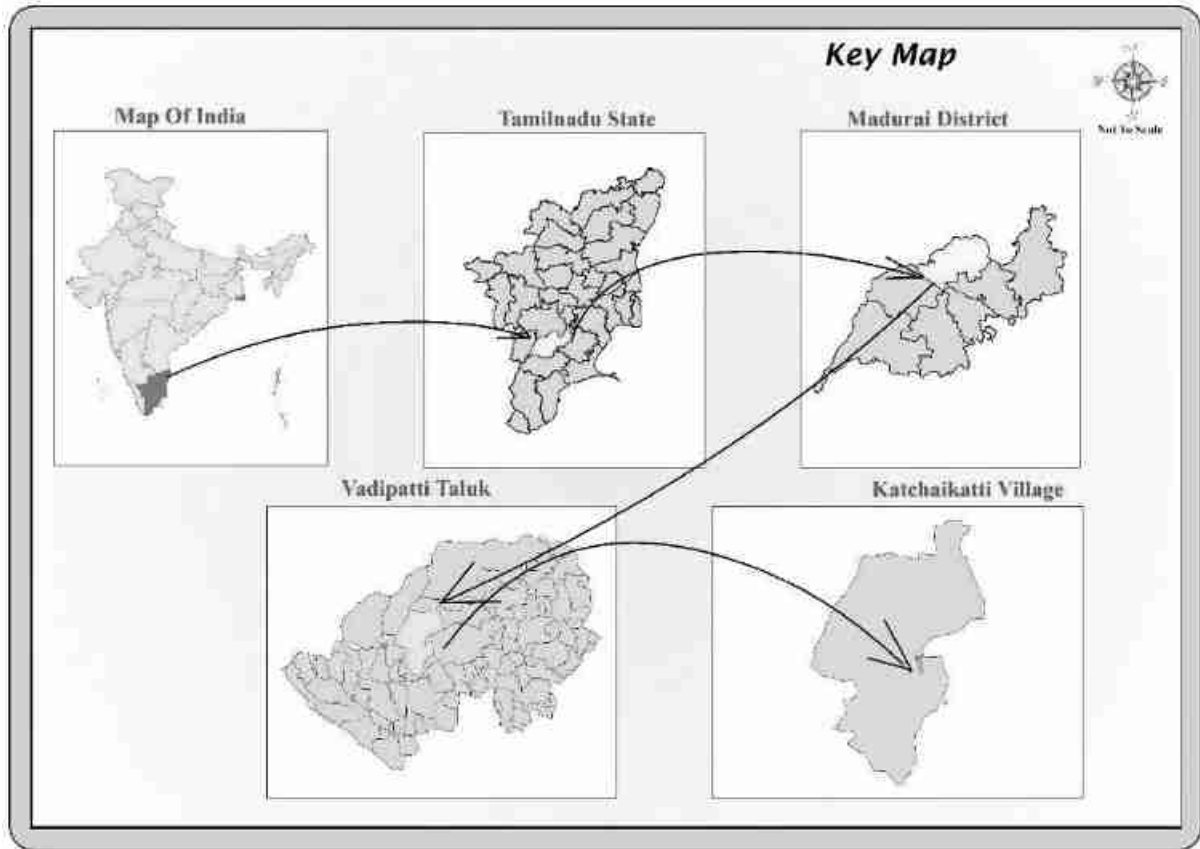 Key Map
Not To Scale
Map Of India
Tamilnadu State
Madurai District
Vadipatti Taluk
Katchaikatti Village